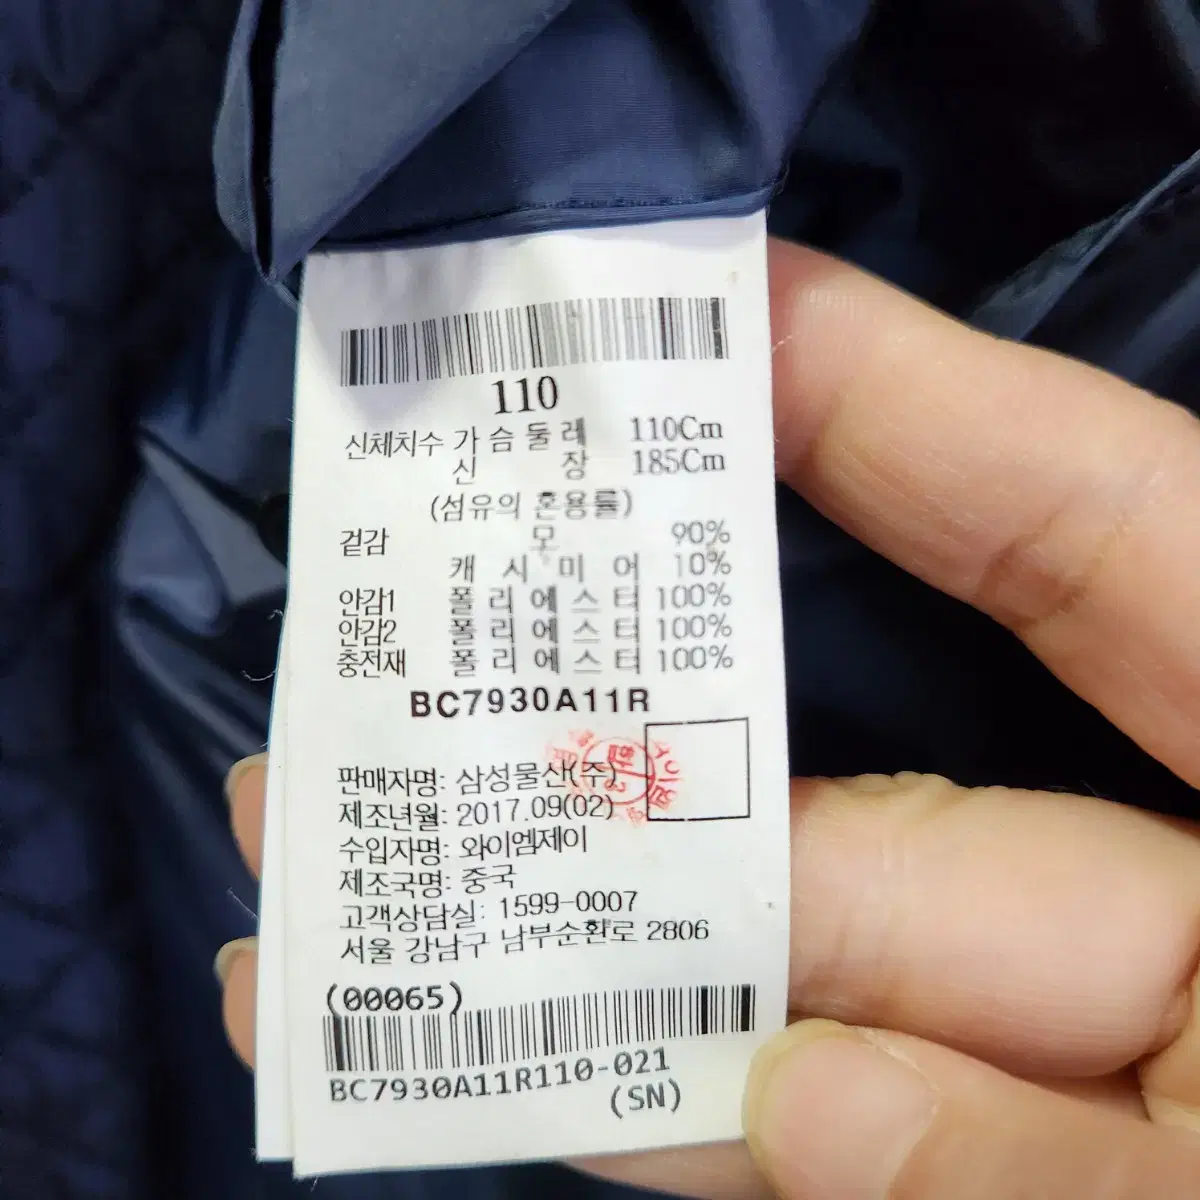 110
신체치수 가슴둘레 110Cm
신장 185Cm
(섬유의 혼용률)
겉감 모 90%
캐시미어 10%
안감1 폴리에스터 100%
안감2 폴리에스터 100%
충전재 폴리에스터 100%
BC7930A11R
판매자명: 삼성물산(주)
제조년월: 2017.09(02)
수입자명: 와이엠제이
제조국명: 중국
고객상담실: 1599-0007
서울 강남구 남부순환로 2806
(00065)
BC7930A11R110-021
(SN)